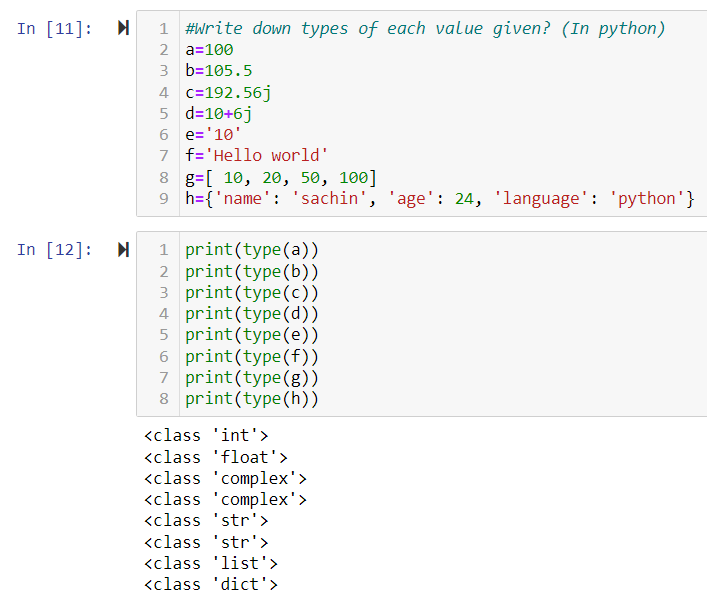 In [11]:
1 #Write down types of each value given? (In python)
2 a=100
3 b=105.5
4 c=192.56j
5 d=10+6j
6 e='10'
7 f='Hello world'
8 g=[ 10, 20, 50, 100]
9 h={'name': 'sachin', 'age': 24, 'language': 'python'}
In [12]:
1 print(type(a))
2 print(type(b))
3 print(type(c))
4 print(type(d))
5 print(type(e))
6 print(type(f))
7 print(type(g))
8 print(type(h))
<class 'int'>
<class 'float'>
<class 'complex'>
<class 'complex'>
<class 'str'>
<class 'str'>
<class 'list'>
<class 'dict'>